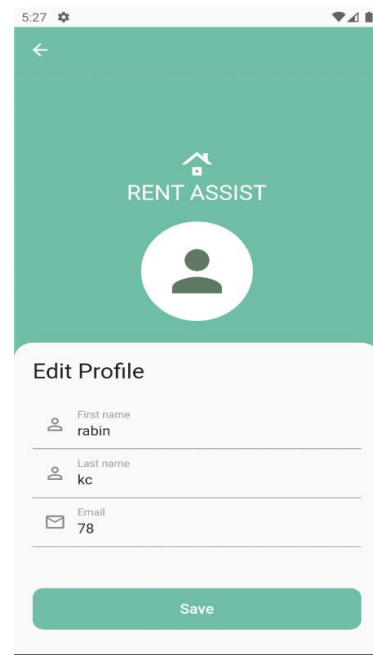 5:27
RENT ASSIST
Edit Profile
First name
rabin
Last name
kc
Email
78
Save